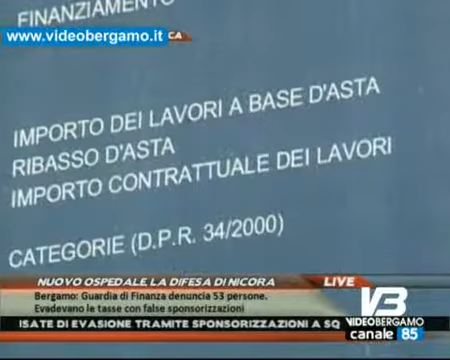 FINANZIAMENTO
www.videobergamo.it
CA
IMPORTO DEI LAVORI A BASE D'ASTA
RIBASSO D'ASTA
IMPORTO CONTRATTUALE DEI LAVORI
CATEGORIE (D.P.R. 34/2000)
NUOVO OSPEDALE, LA DIFESA DI NICORA
LIVE
Bergamo: Guardia di Finanza denuncia 53 persone.
Evadevano le tasse con false sponsorizzazioni
ISATE DI EVASIONE TRAMITE SPONSORIZZAZIONI A SQ
VB
VIDEOBERGAMO
canale 85